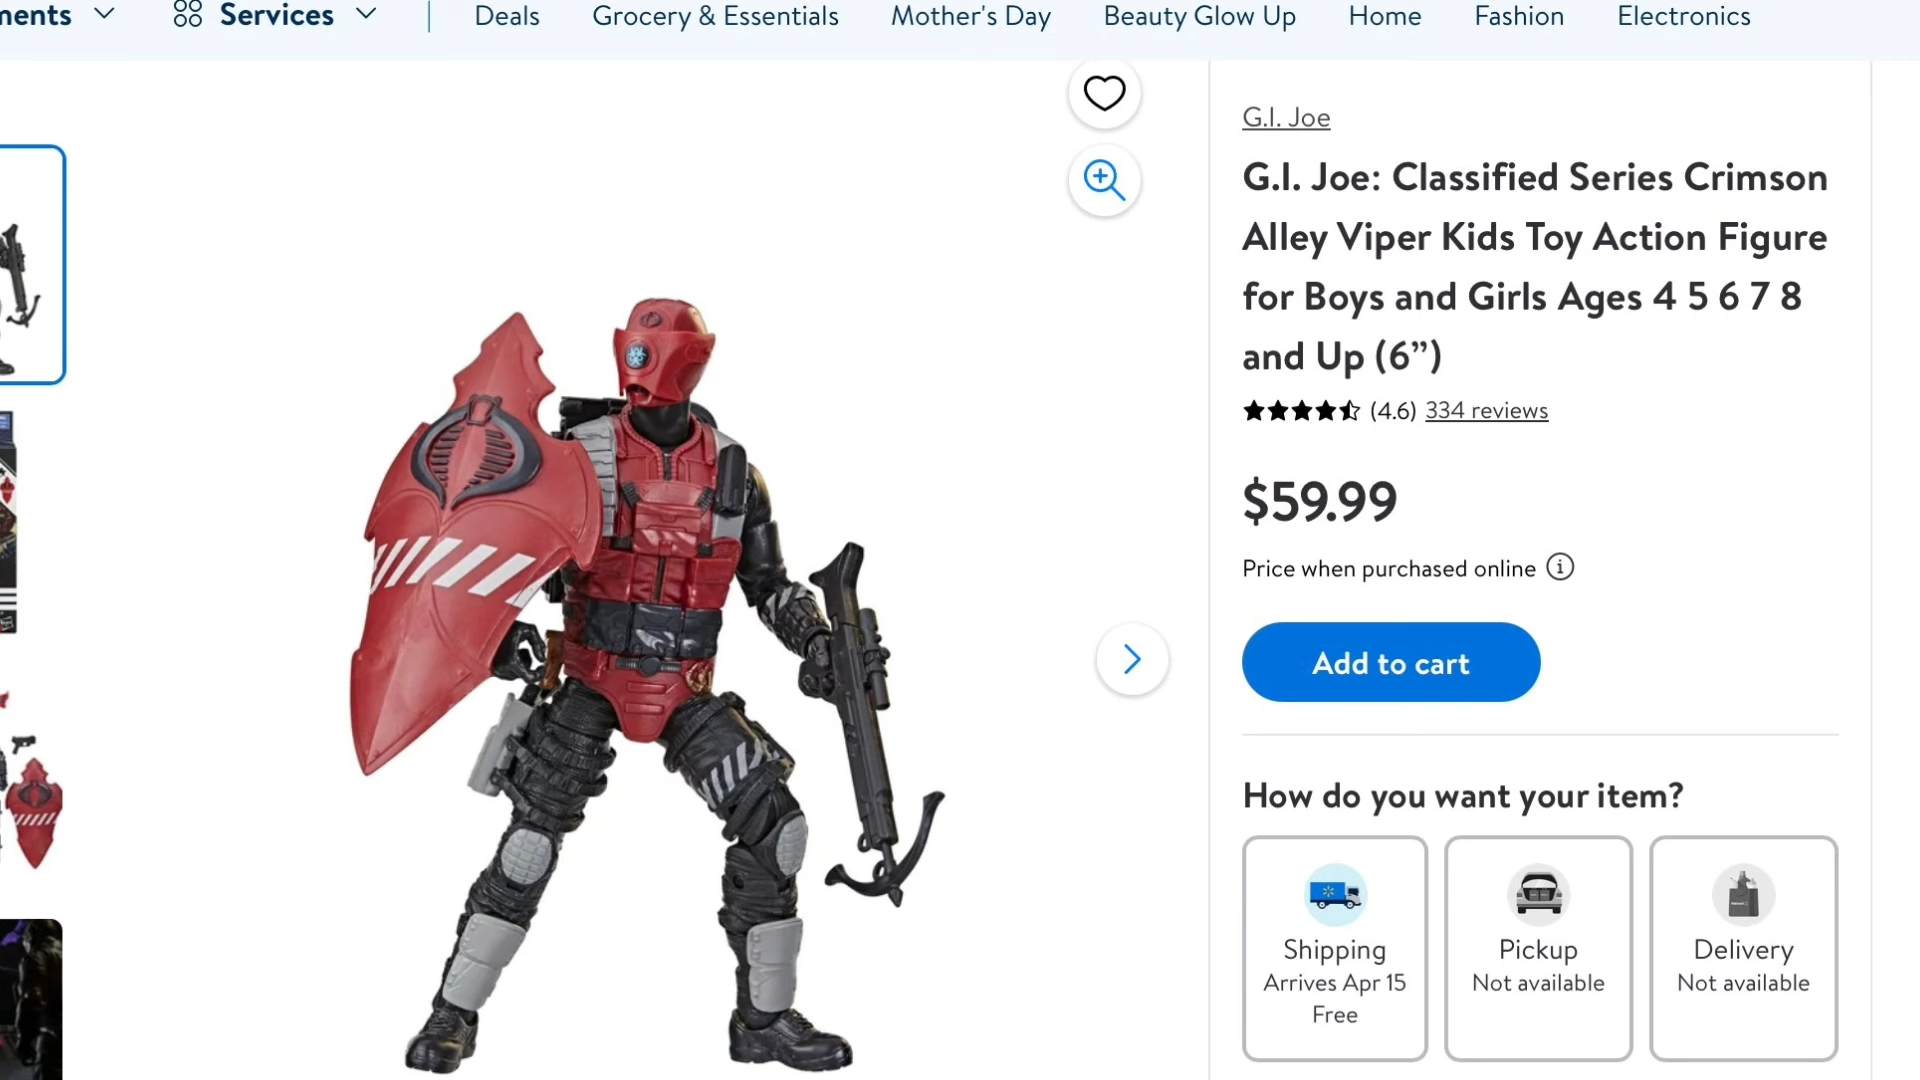 Services
Deals
Grocery & Essentials
Mother's Day
Beauty Glow Up
Home
Fashion
Electronics
G.I. Joe
G.I. Joe: Classified Series Crimson
Alley Viper Kids Toy Action Figure
for Boys and Girls Ages 4 5 6 7 8
and Up (6”)
(4.6) 334 reviews
$59.99
Price when purchased online
Add to cart
How do you want your item?
Shipping
Arrives Apr 15
Free
Pickup
Not available
Delivery
Not available